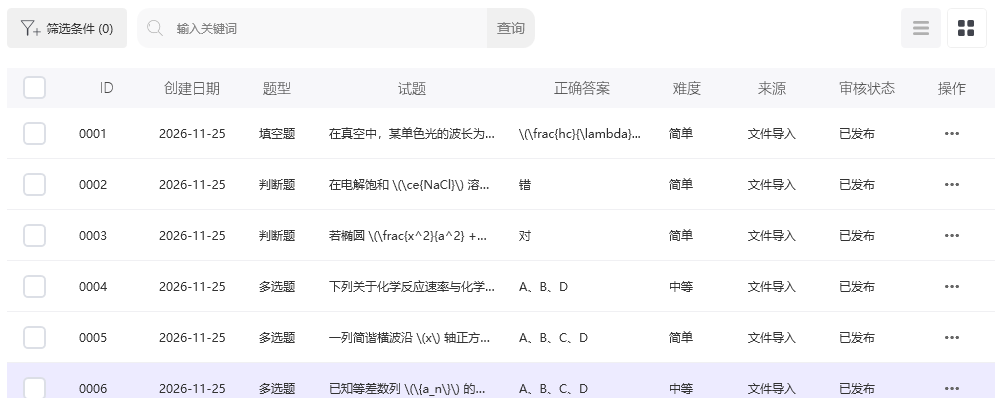 筛选条件 (0) 输入关键词 查询
ID 创建日期 题型 试题 正确答案 难度 来源 审核状态 操作
0001 2026-11-25 填空题 在真空中，某单色光的波长为... \(\frac{hc}{\lambda}... 简单 文件导入 已发布 •••
0002 2026-11-25 判断题 在电解饱和 \(\ce{NaCl}\) 溶... 错 简单 文件导入 已发布 •••
0003 2026-11-25 判断题 若椭圆 \(\frac{x^2}{a^2} +... 对 简单 文件导入 已发布 •••
0004 2026-11-25 多选题 下列关于化学反应速率与化学... A、B、D 中等 文件导入 已发布 •••
0005 2026-11-25 多选题 一列简谐横波沿 \(x\) 轴正方... A、B、C、D 简单 文件导入 已发布 •••
0006 2026-11-25 多选题 已知等差数列 \(\{a_n\}\) 的... A、B、C、D 中等 文件导入 已发布 •••